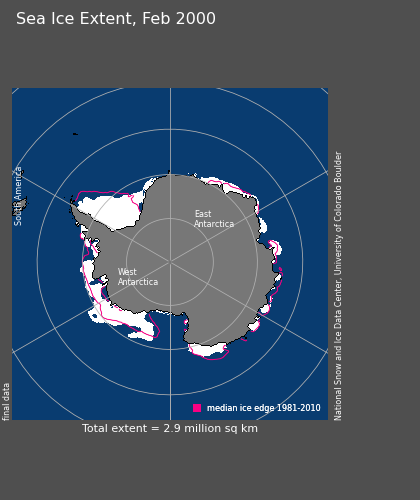 Sea Ice Extent, Feb 2000
South America
East
Antarctica
West
Antarctica
National Snow and Ice Data Center, University of Colorado Boulder
final data
median ice edge 1981-2010
Total extent = 2.9 million sq km